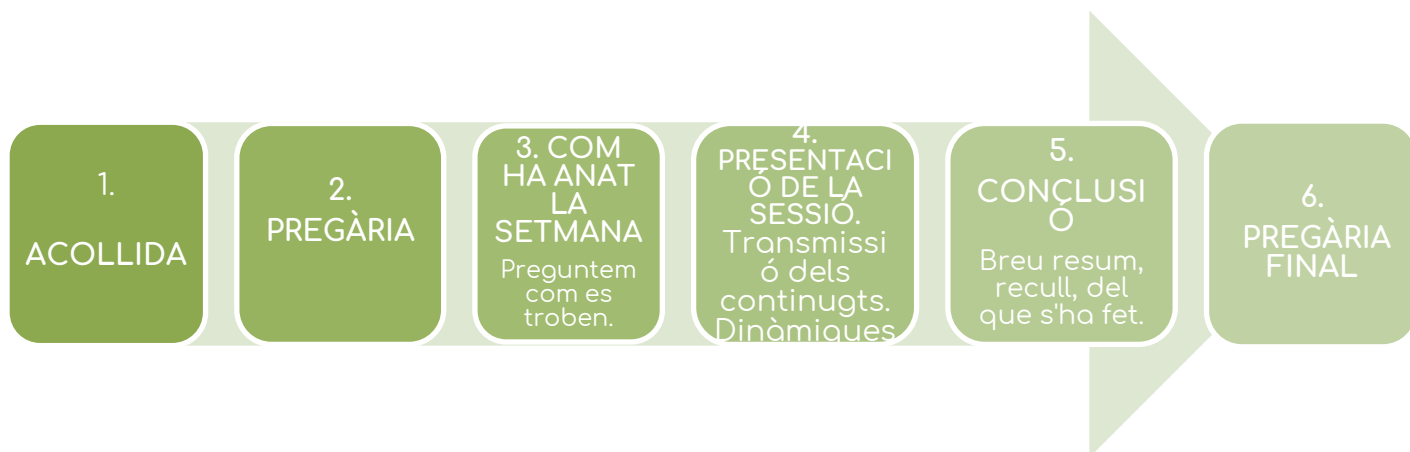 1.
ACOLLIDA
2.
PREGÀRIA
3. COM
HA ANAT
LA
SETMANA
Preguntem
com es
troben.
4.
PRESENTACI
Ó DE LA
SESSIÓ.
Transmissi
ó dels
continugts.
Dinàmiques
5.
CONCLUSI
Ó
Breu resum,
recull, del
que s'ha fet.
6.
PREGÀRIA
FINAL